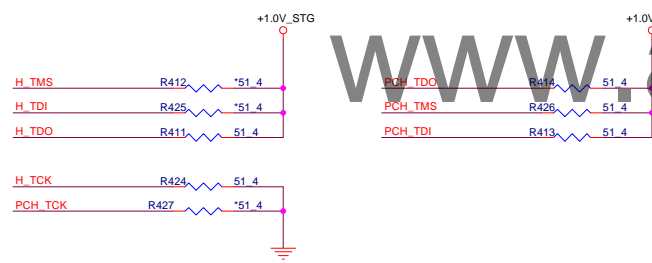 +1.0V_STG
H_TMS R412 *51_4
H_TDI R425 *51_4
H_TDO R411 51_4
H_TCK R424 51_4
PCH_TCK R427 *51_4
+1.0V
www.
PCH_TDO R414 51_4
PCH_TMS R426 51_4
PCH_TDI R413 51_4